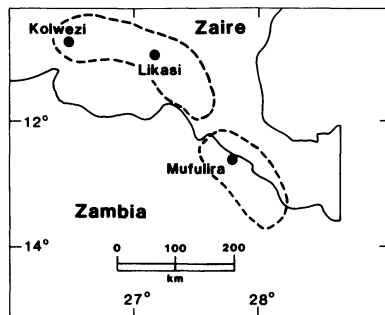 Zaire
Kolwezi
Likasi
12°
Mufulira
Zambia
0 100 200
km
14°
27° 28°